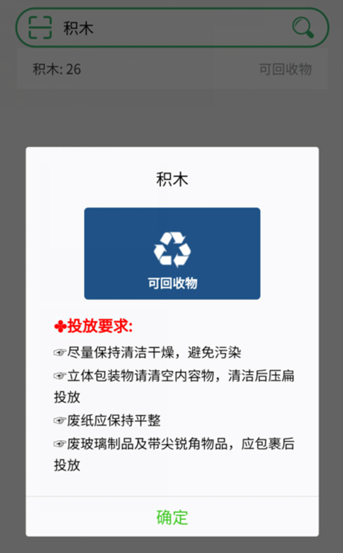 积木
积木: 26 可回收物
积木
可回收物
✤投放要求:
☞尽量保持清洁干燥，避免污染
☞立体包装物请清空内容物，清洁后压扁
投放
☞废纸应保持平整
☞废玻璃制品及带尖锐角物品，应包裹后
投放
确定